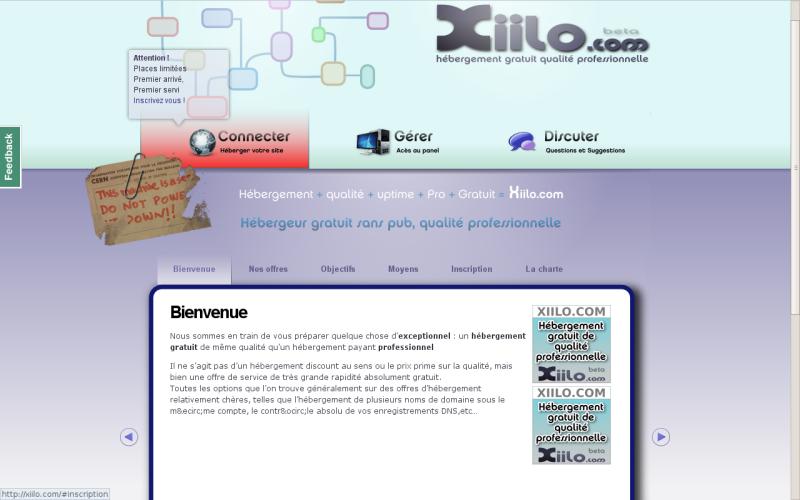 Xiilo.com
beta
hébergement gratuit qualité professionnelle
Attention !
Places limitées
Premier arrivé,
Premier servi
Inscrivez vous !
Feedback
Connecter
Héberger votre site
Gérer
Accès au panel
Discuter
Questions et Suggestions
CERN
This machine is a se
DO NOT POWE
DOWN!!
Hébergement + qualité + uptime + Pro + Gratuit = Xiilo.com
Hébergeur gratuit sans pub, qualité professionnelle
Bienvenue
Nos offres
Objectifs
Moyens
Inscription
La charte
Bienvenue
Nous sommes en train de vous préparer quelque chose d'exceptionnel : un hébergement
gratuit de même qualité qu'un hébergement payant professionnel
Il ne s'agit pas d'un hébergement discount au sens ou le prix prime sur la qualité, mais
bien une offre de service de très grande rapidité absolument gratuit.
Toutes les options que l'on trouve généralement sur des offres d'hébergement
relativement chères, telles que l'hébergement de plusieurs noms de domaine sous le
m&ecirc;me compte, le contr&ocirc;le absolu de vos enregistrements DNS,etc...
XIILO.COM
Hébergement
gratuit de
qualité
professionnelle
beta
Xiilo.com
XIILO.COM
Hébergement
gratuit de
qualité
professionnelle
beta
Xiilo.com
http://xiilo.com/#inscription